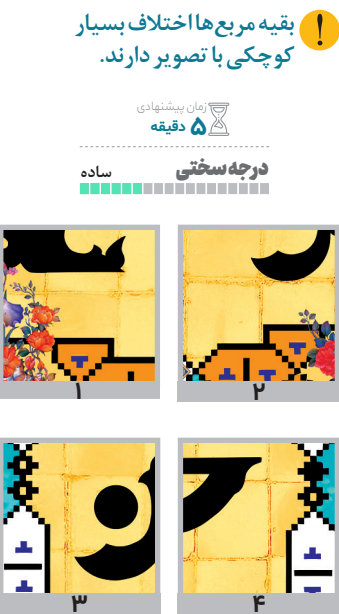 بقیه مربع‌ها اختلاف بسیار
کوچکی با تصویر دارند.
زمان پیشنهادی
۵ دقیقه
درجه‌سختی ساده
۱ ۲
۳ ۴